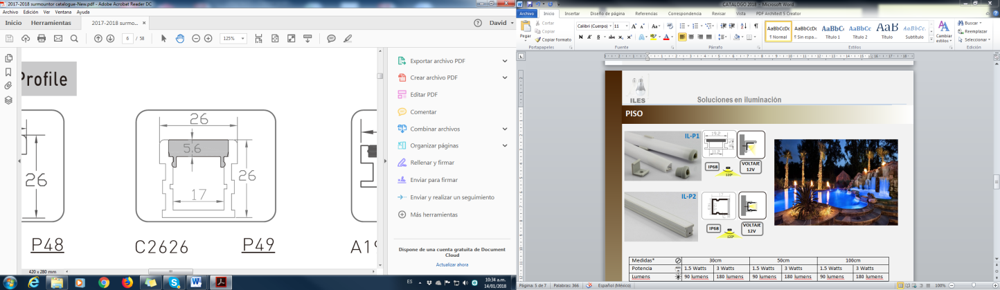 2017-2018 surmountor catalogue-New.pdf - Adobe Acrobat Reader DC
Archivo Edición Ver Ventana Ayuda
Inicio Herramientas 2017-2018 surmo... × David
6 / 58 125%
Profile
26
26
5,6
26
17
P48
C2626 P49
A19
420 x 280 mm
Exportar archivo PDF
Crear archivo PDF
Editar PDF
Comentar
Combinar archivos
Organizar páginas
Rellenar y firmar
Enviar para firmar
Enviar y realizar un seguimiento
Más herramientas
Dispone de una cuenta gratuita de Document
Cloud
Actualizar ahora
CATALOGO 2018 - Microsoft Word
Archivo Inicio Insertar Diseño de página Referencias Correspondencia Revisar Vista PDF Architect 5 Creator
Pegar
Cortar
Copiar
Copiar formato
Portapapeles
Calibri (Cuerpo) 11
N K S abc
Fuente
Párrafo
AaBbCcDc AaBbCcDc AaBbC AaBbCc AaB AaBbCc.
¶ Normal ¶ Sin espa... Título 1 Título 2 Título Subtítulo
Cambiar
estilos
Estilos
Buscar
Reemplazar
Seleccionar
Edición
ILES
Soluciones en iluminación
PISO
IL-P1
19.2
IP68
120°
VOLTAJE
12V
IL-P2
IP68
120°
VOLTAJE
12V
Medidas* 30cm 50cm 100cm
Potencia 1.5 Watts 3 Watts 1.5 Watts 3 Watts 1.5 Watts 3 Watts
Lumens 90 lumens 180 lumens 90 lumens 180 lumens 90 lumens 180 lumens
Página: 5 de 7 Palabras: 366 Español (México) 100%
ES
10:34 a.m.
14/01/2018